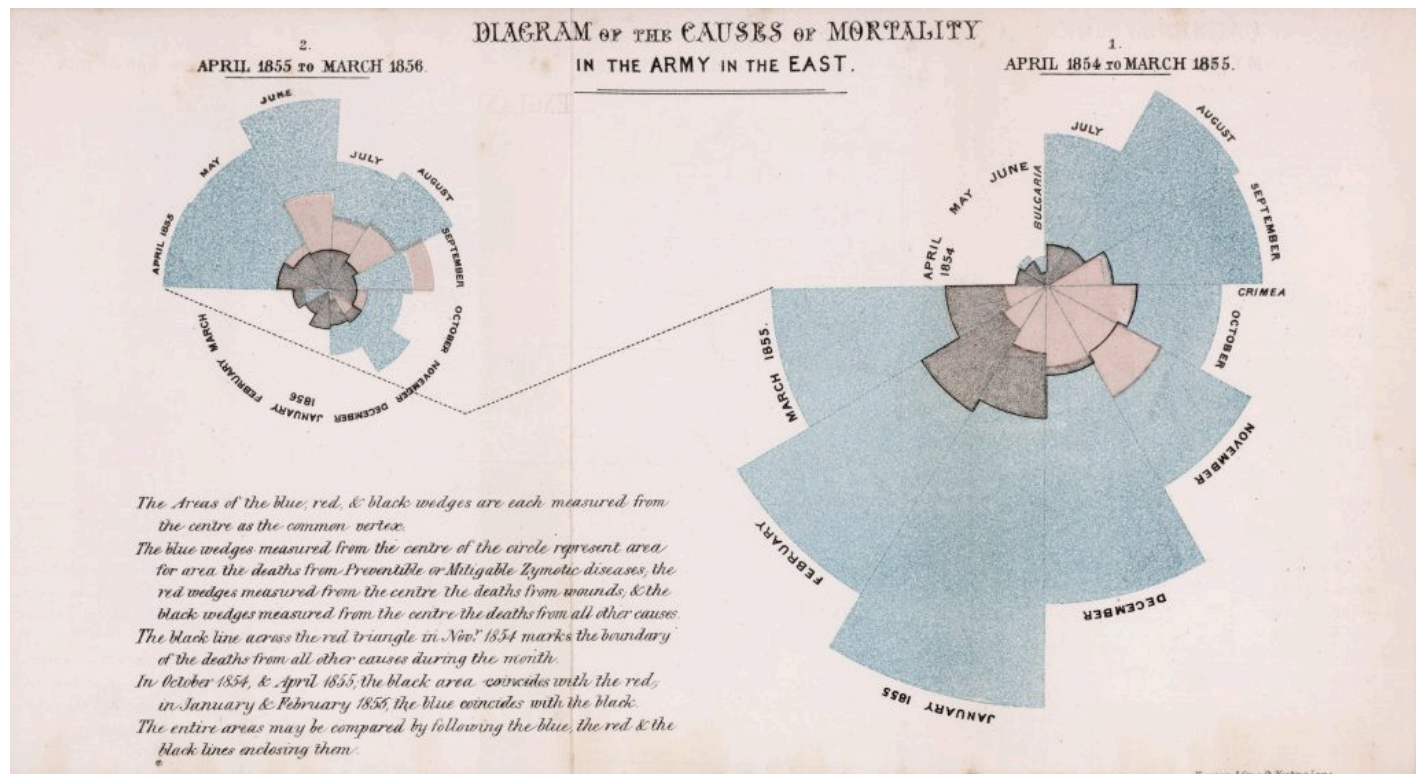 DIAGRAM OF THE CAUSES OF MORTALITY
IN THE ARMY IN THE EAST.
2.
APRIL 1855 TO MARCH 1856.
1.
APRIL 1854 TO MARCH 1855.
APRIL 1855
MAY
JUNE
JULY
AUGUST
SEPTEMBER
OCTOBER
NOVEMBER
DECEMBER
JANUARY
1856
FEBRUARY
MARCH
APRIL
1854
MAY
JUNE
BULGARIA
JULY
AUGUST
SEPTEMBER
CRIMEA
OCTOBER
NOVEMBER
DECEMBER
JANUARY 1855
FEBRUARY
MARCH 1855.
The Areas of the blue, red, & black wedges are each measured from
the centre as the common vertex.
The blue wedges measured from the centre of the circle represent area
for area the deaths from Preventible or Mitigable Zymotic diseases; the
red wedges measured from the centre the deaths from wounds; & the
black wedges measured from the centre the deaths from all other causes.
The black line across the red triangle in Novr. 1854 marks the boundary
of the deaths from all other causes during the month.
In October 1854, & April 1855, the black area coincides with the red;
in January & February 1855, the blue coincides with the black.
The entire areas may be compared by following the blue, the red & the
black lines enclosing them.